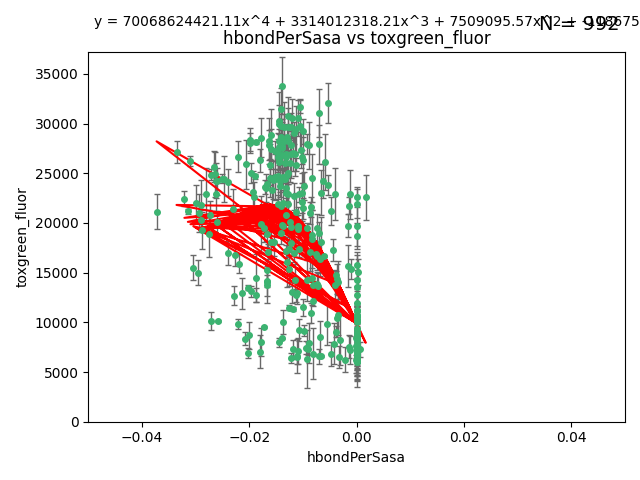 y = 70068624421.11x^4 + 3314012318.21x^3 + 7509095.57x^2 +
N = 992
hbondPerSasa vs toxgreen_fluor
35000
30000
25000
20000
15000
10000
5000
0
toxgreen_fluor
−0.04
−0.02
0.00
0.02
0.04
hbondPerSasa